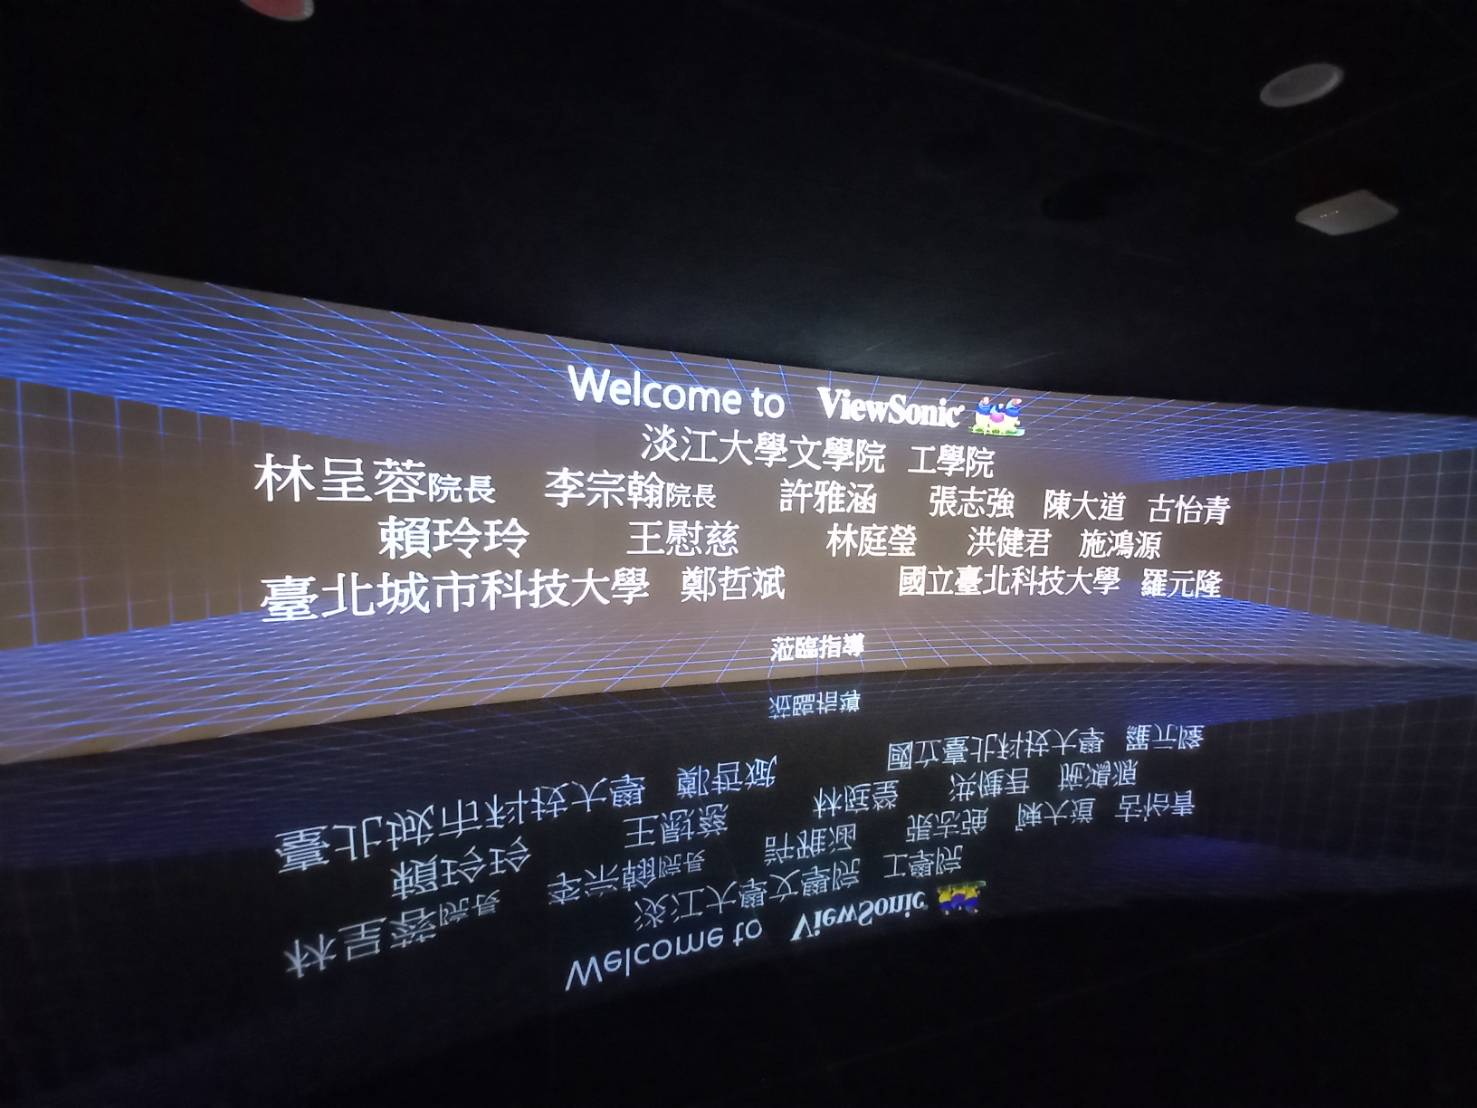 Welcome to ViewSonic
淡江大學文學院 工學院
林呈蓉院長 李宗翰院長 許雅涵 張志強 陳大道 古怡青
賴玲玲 王慰慈 林庭瑩 洪健君 施鴻源
臺北城市科技大學 鄭哲斌 國立臺北科技大學 羅元隆
蒞臨指導